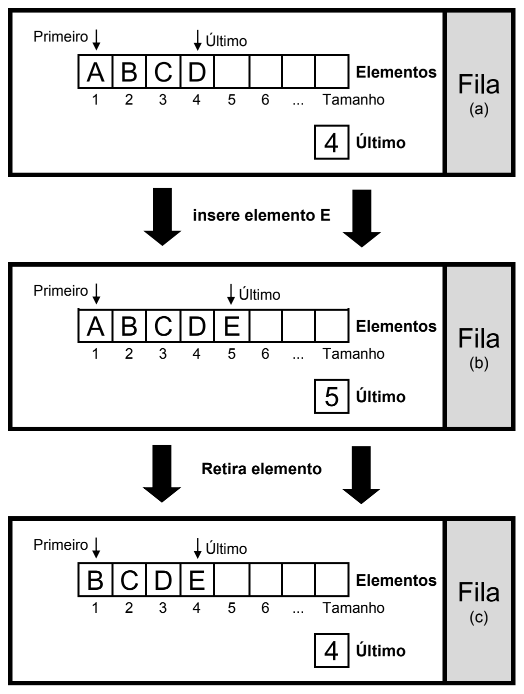 Primeiro Último
A B C D Elementos
1 2 3 4 5 6 ... Tamanho
4 Último
Fila
(a)
insere elemento E
Primeiro Último
A B C D E Elementos
1 2 3 4 5 6 ... Tamanho
5 Último
Fila
(b)
Retira elemento
Primeiro Último
B C D E Elementos
1 2 3 4 5 6 ... Tamanho
4 Último
Fila
(c)